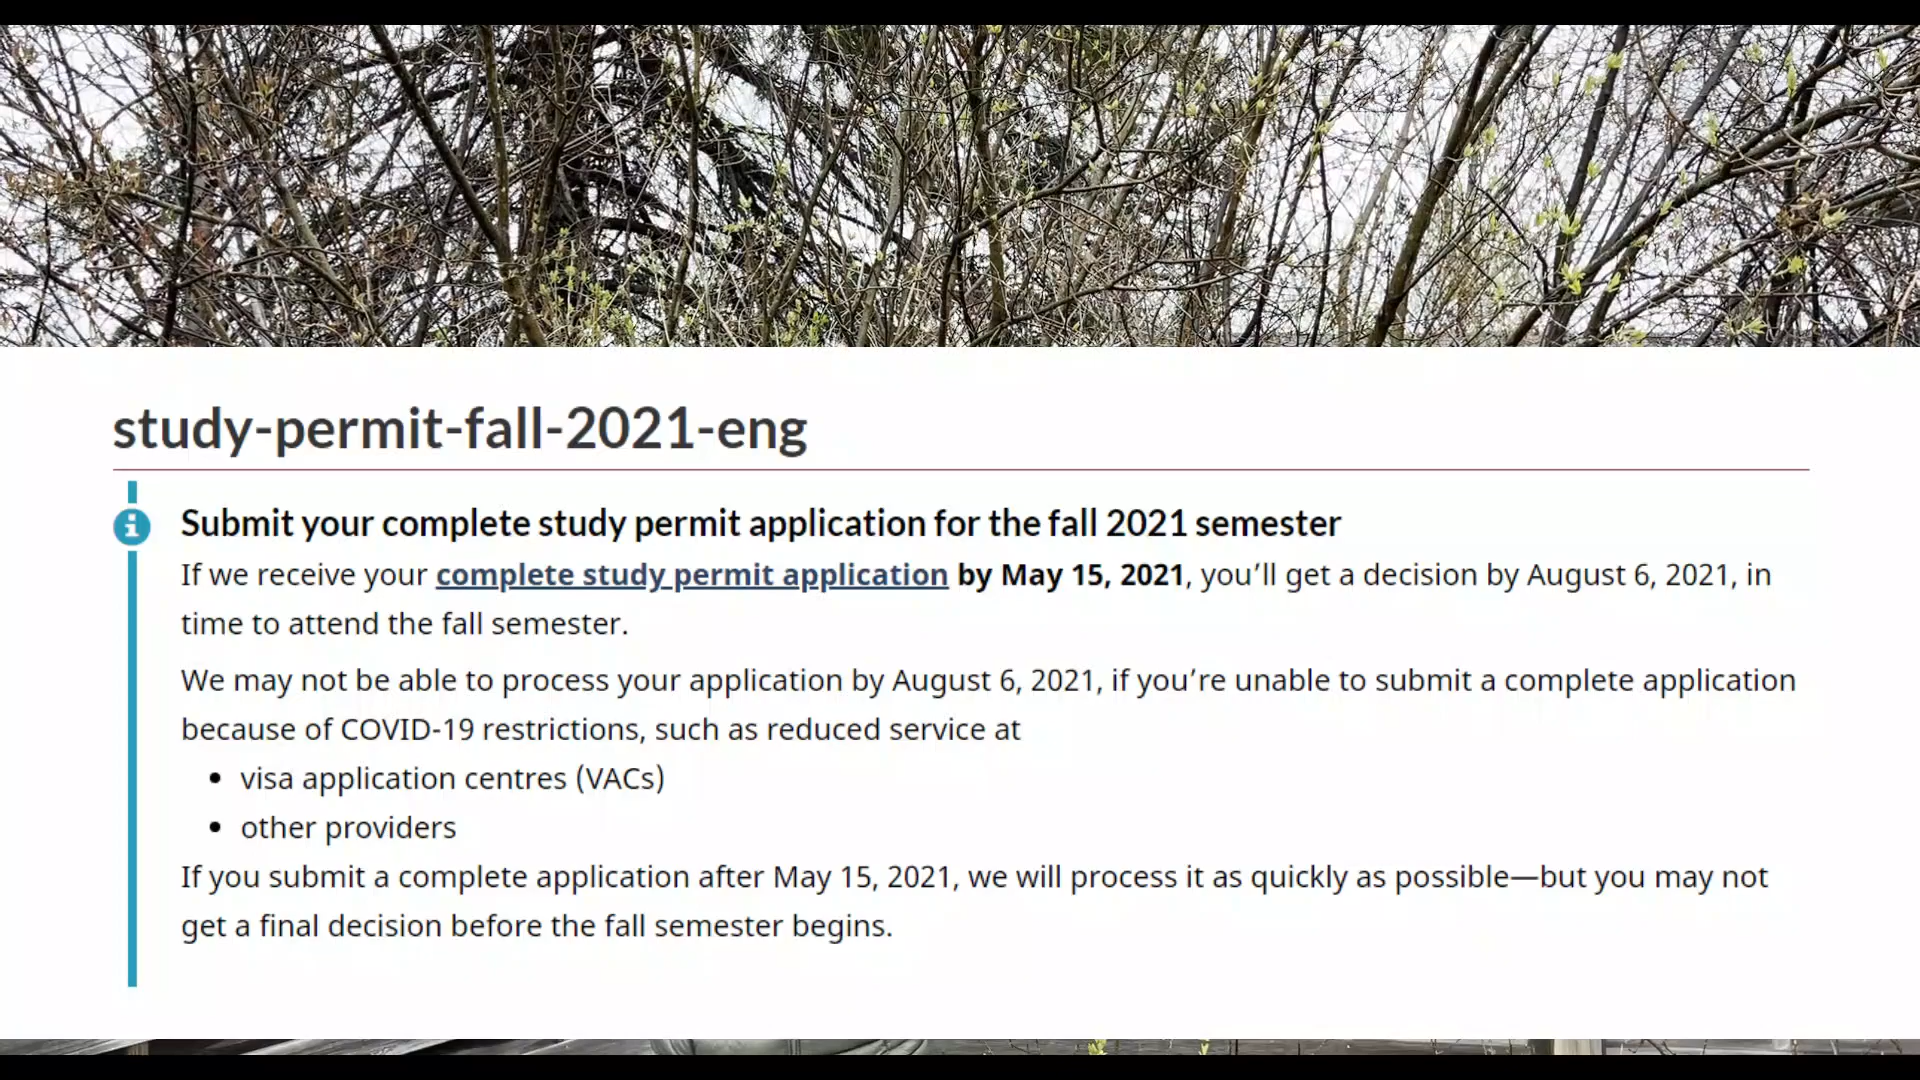 study-permit-fall-2021-eng
Submit your complete study permit application for the fall 2021 semester
If we receive your complete study permit application by May 15, 2021, you’ll get a decision by August 6, 2021, in
time to attend the fall semester.
We may not be able to process your application by August 6, 2021, if you’re unable to submit a complete application
because of COVID-19 restrictions, such as reduced service at
• visa application centres (VACs)
• other providers
If you submit a complete application after May 15, 2021, we will process it as quickly as possible—but you may not
get a final decision before the fall semester begins.